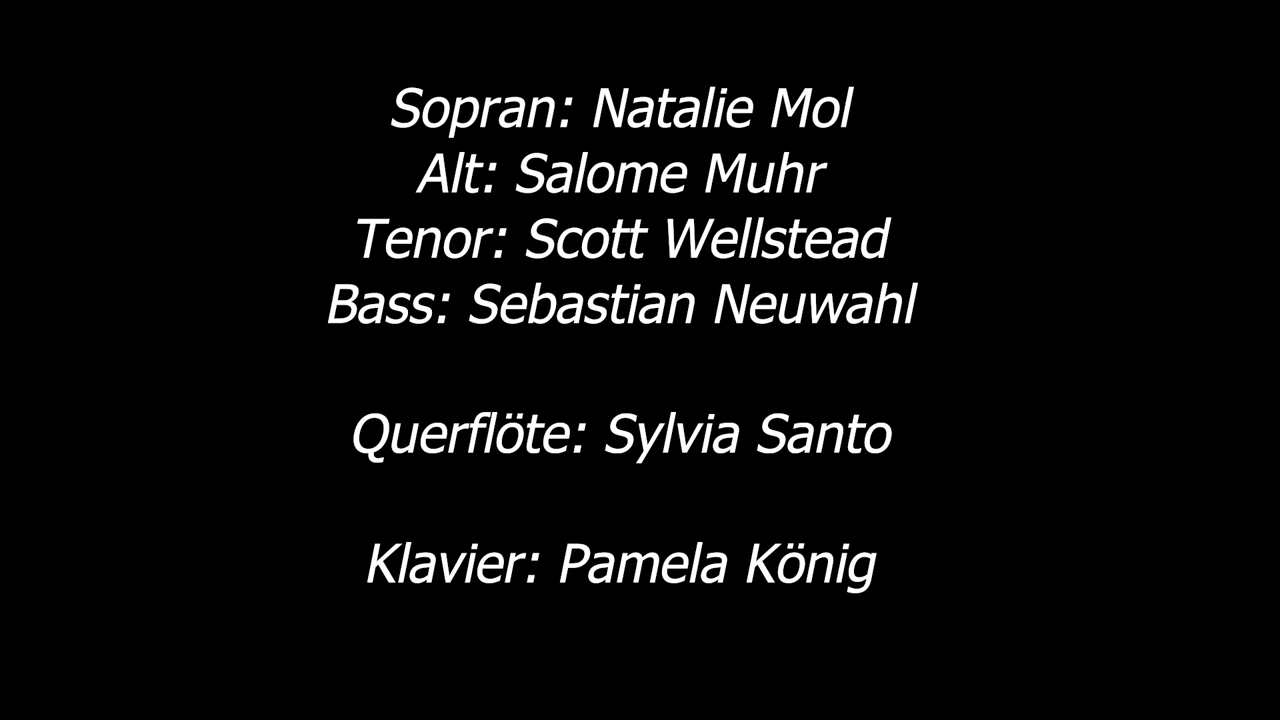 Sopran: Natalie Mol
Alt: Salome Muhr
Tenor: Scott Wellstead
Bass: Sebastian Neuwahl
Querflöte: Sylvia Santo
Klavier: Pamela König